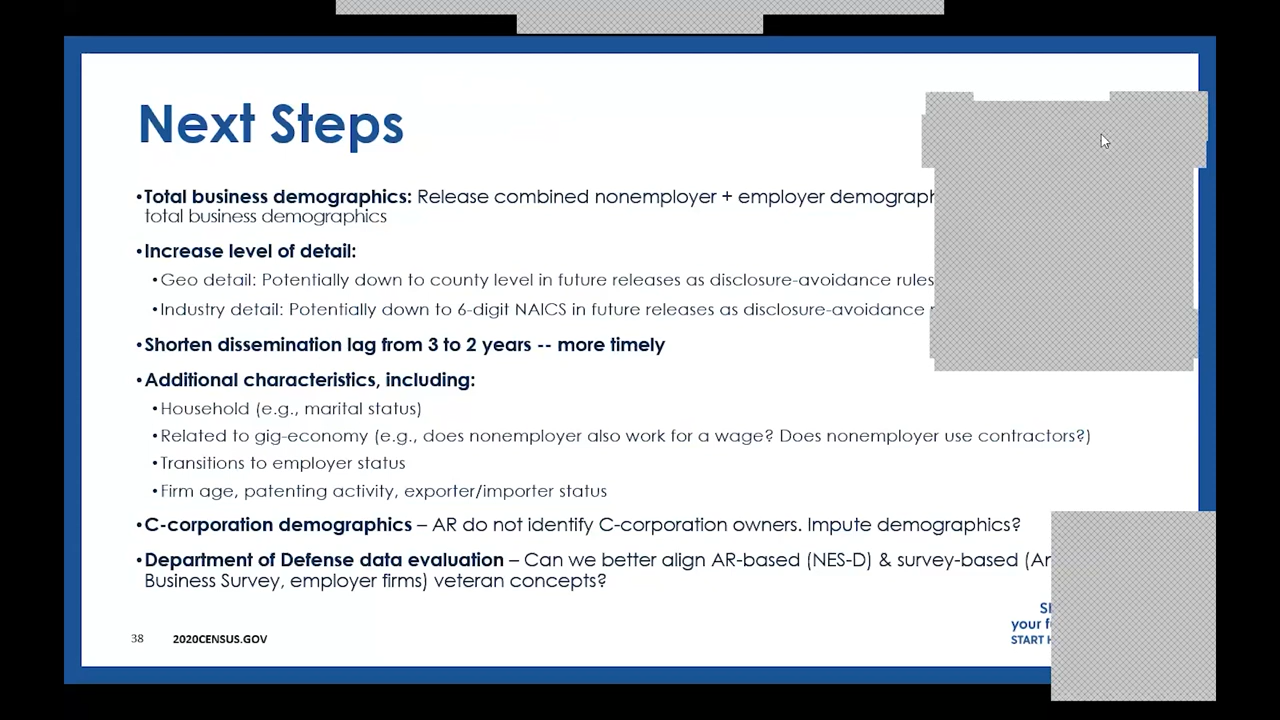 Next Steps
•Total business demographics: Release combined nonemployer + employer
total business demographics
•Increase level of detail:
•Geo detail: Potentially down to county level in future releases as disclosure-avoidance rules
•Industry detail: Potentially down to 6-digit NAICS in future releases as disclosure-avoidance
•Shorten dissemination lag from 3 to 2 years -- more timely
•Additional characteristics, including:
•Household (e.g., marital status)
•Related to gig-economy (e.g., does nonemployer also work for a wage? Does nonemployer use contractors?)
•Transitions to employer status
•Firm age, patenting activity, exporter/importer status
•C-corporation demographics – AR do not identify C-corporation owners. Impute demographics?
•Department of Defense data evaluation – Can we better align AR-based (NES-D) & survey-based
Business Survey, employer firms) veteran concepts?
your
START
38 2020CENSUS.GOV